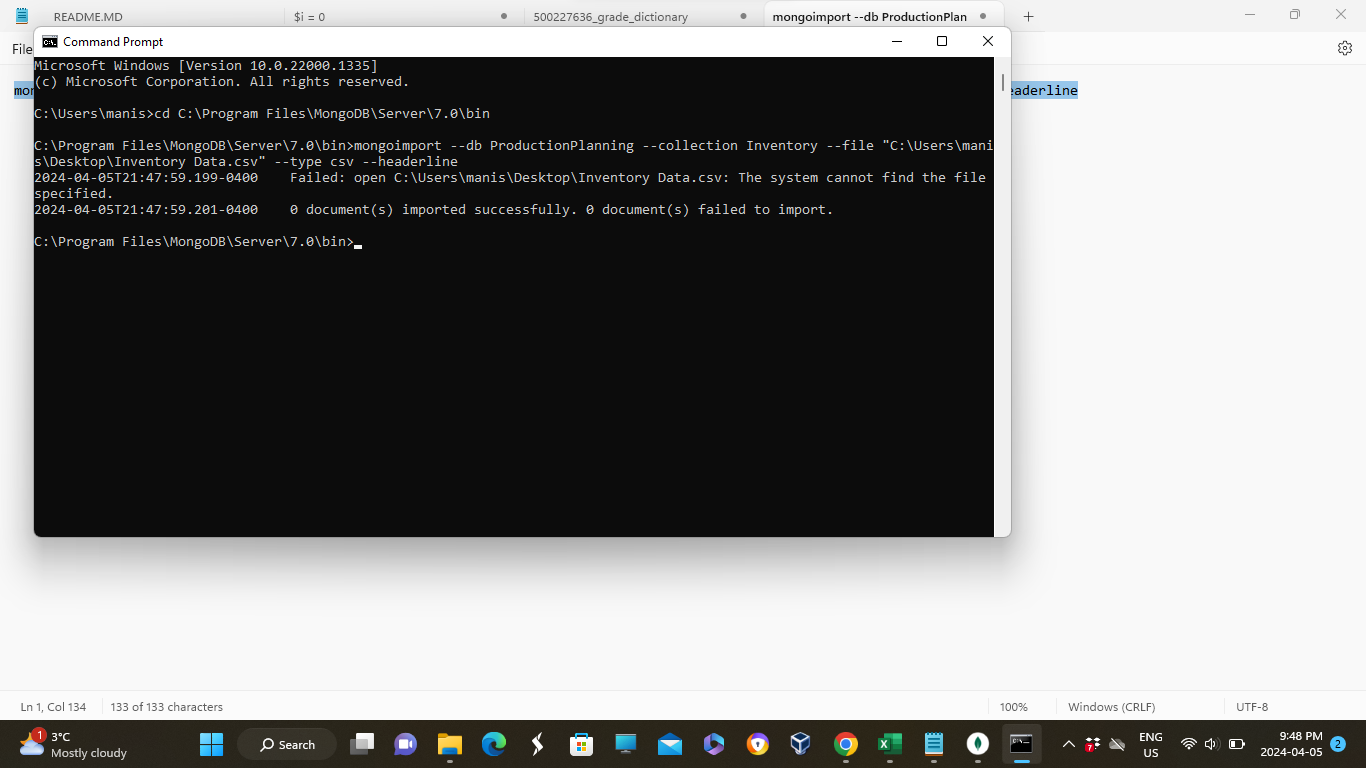 README.MD
$i = 0
500227636_grade_dictionary
mongoimport --db ProductionPlan
File
Command Prompt
Microsoft Windows [Version 10.0.22000.1335]
(c) Microsoft Corporation. All rights reserved.
mon
eaderline
C:\Users\manis>cd C:\Program Files\MongoDB\Server\7.0\bin
C:\Program Files\MongoDB\Server\7.0\bin>mongoimport --db ProductionPlanning --collection Inventory --file "C:\Users\mani
s\Desktop\Inventory Data.csv" --type csv --headerline
2024-04-05T21:47:59.199-0400    Failed: open C:\Users\manis\Desktop\Inventory Data.csv: The system cannot find the file
specified.
2024-04-05T21:47:59.201-0400    0 document(s) imported successfully. 0 document(s) failed to import.
C:\Program Files\MongoDB\Server\7.0\bin>
Ln 1, Col 134
133 of 133 characters
100%
Windows (CRLF)
UTF-8
1
3°C
Mostly cloudy
Search
7
ENG
US
9:48 PM
2024-04-05
2